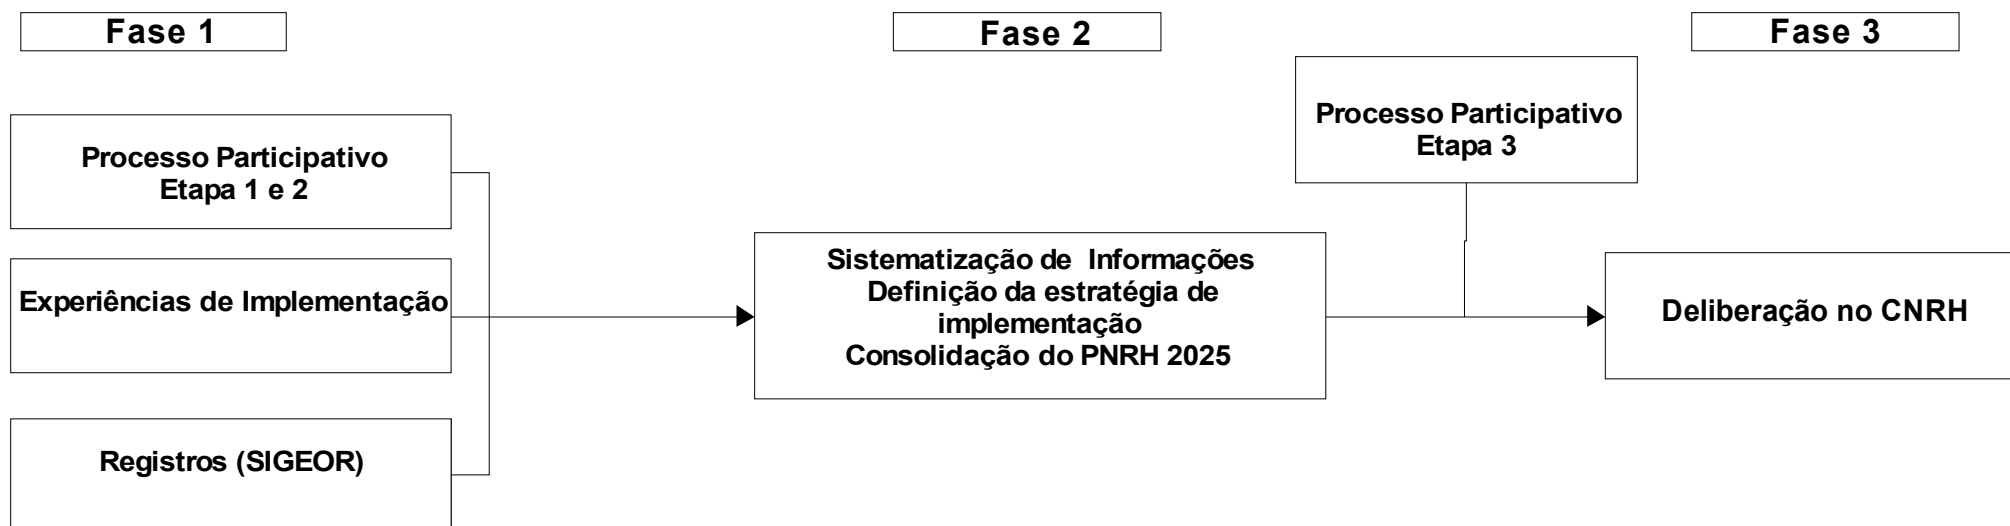 Fase 1
Fase 2
Fase 3
Processo Participativo
Etapa 1 e 2
Experiências de Implementação
Registros (SIGEOR)
Sistematização de Informações
Definição da estratégia de
implementação
Consolidação do PNRH 2025
Processo Participativo
Etapa 3
Deliberação no CNRH